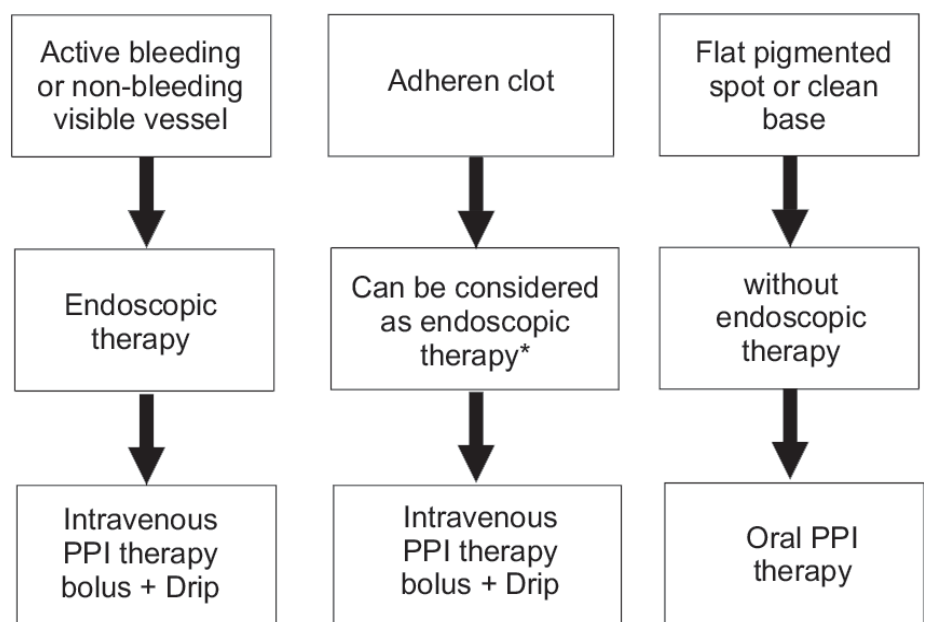 Active bleeding
or non-bleeding
visible vessel
Adheren clot
Flat pigmented
spot or clean
base
Endoscopic
therapy
Can be considered
as endoscopic
therapy*
without
endoscopic
therapy
Intravenous
PPI therapy
bolus + Drip
Intravenous
PPI therapy
bolus + Drip
Oral PPI
therapy